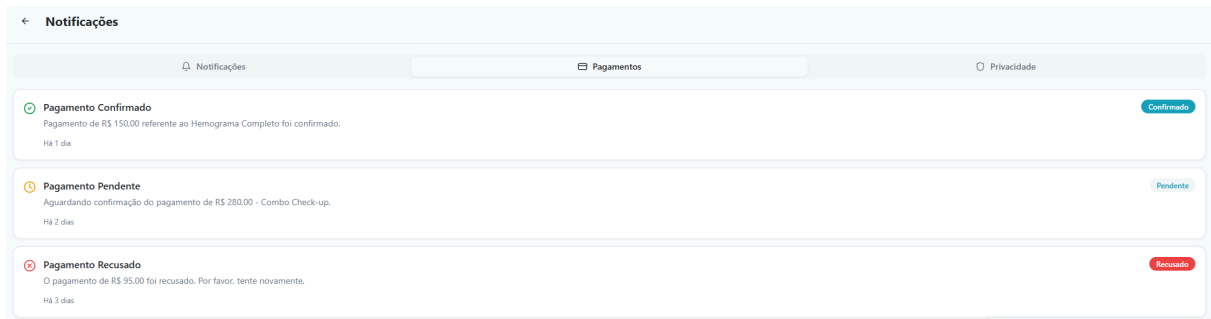 Notificações
Notificações
Pagamentos
Privacidade
Pagamento Confirmado
Confirmado
Pagamento de R$ 150,00 referente ao Hemograma Completo foi confirmado.
Há 1 dia
Pagamento Pendente
Pendente
Aguardando confirmação do pagamento de R$ 280,00 - Combo Check-up.
Há 2 dias
Pagamento Recusado
Recusado
O pagamento de R$ 95,00 foi recusado. Por favor, tente novamente.
Há 3 dias